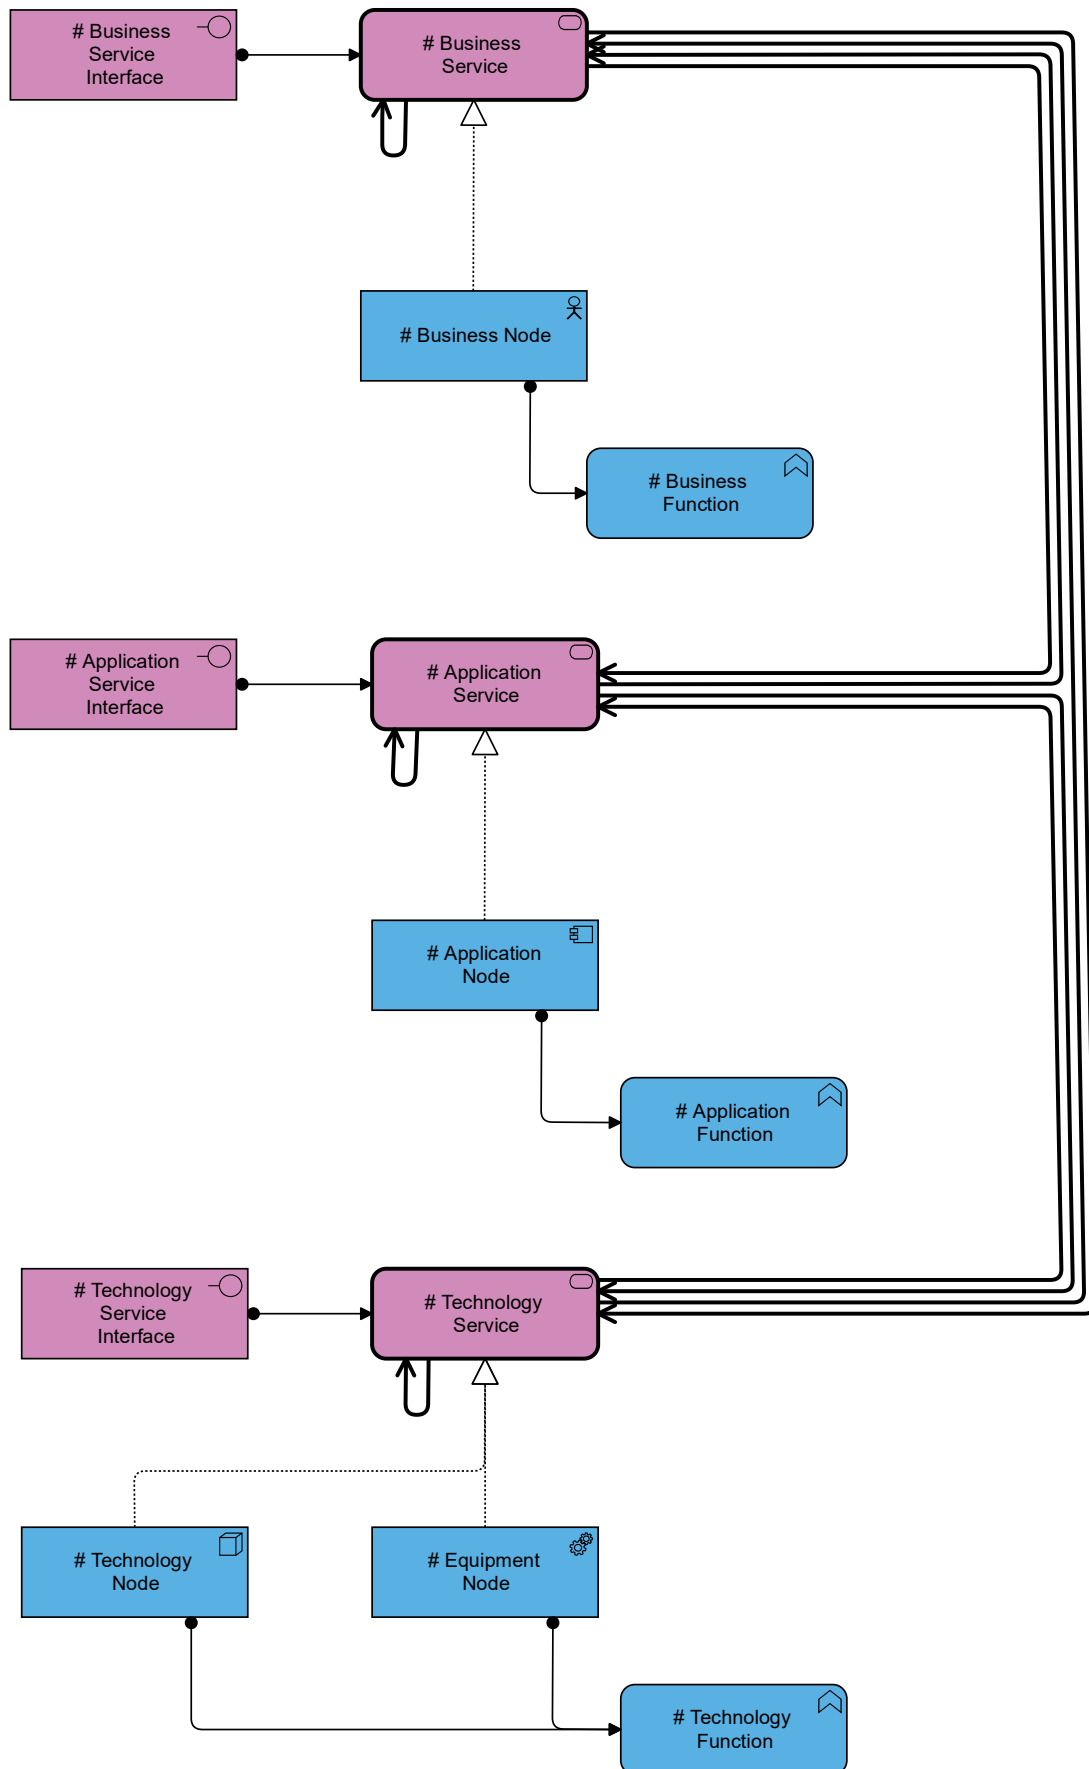 # Business
Service
Interface
# Business
Service
# Business Node
# Business
Function
# Application
Service
Interface
# Application
Service
# Application
Node
# Application
Function
# Technology
Service
Interface
# Technology
Service
# Technology
Node
# Equipment
Node
# Technology
Function